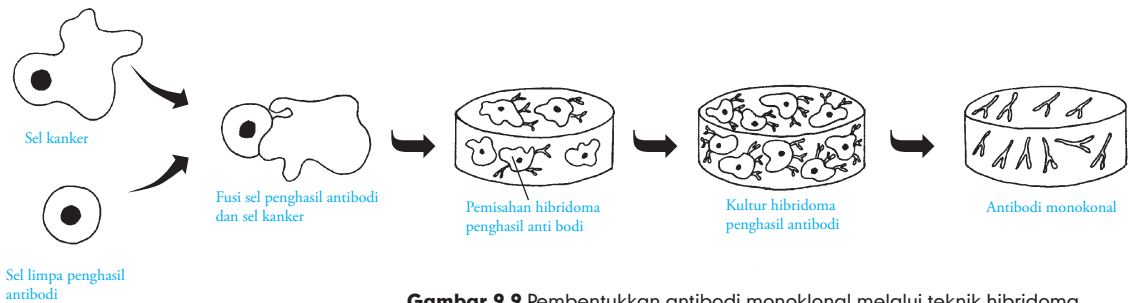 Sel kanker
Sel limpa penghasil
antibodi
Fusi sel penghasil antibodi
dan sel kanker
Pemisahan hibridoma
penghasil anti bodi
Kultur hibridoma
penghasil antibodi
Antibodi monokonal
Gambar 9.9 Pembentukkan antibodi monoklonal melalui teknik hibridoma